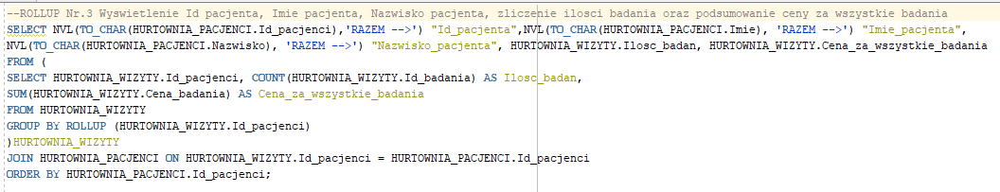 --ROLLUP Nr.3 Wyswietlenie Id pacjenta, Imie pacjenta, Nazwisko pacjenta, zliczenie ilosci badania oraz podsumowanie ceny za wszystkie badania
SELECT NVL(TO_CHAR(HURTOWNIA_PACJENCI.Id_pacjenci),'RAZEM -->') "Id_pacjenta",NVL(TO_CHAR(HURTOWNIA_PACJENCI.Imie), 'RAZEM -->') "Imie_pacjenta",
NVL(TO_CHAR(HURTOWNIA_PACJENCI.Nazwisko), 'RAZEM -->') "Nazwisko_pacjenta", HURTOWNIA_WIZYTY.Ilosc_badan, HURTOWNIA_WIZYTY.Cena_za_wszystkie_badania
FROM (
SELECT HURTOWNIA_WIZYTY.Id_pacjenci, COUNT(HURTOWNIA_WIZYTY.Id_badania) AS Ilosc_badan,
SUM(HURTOWNIA_WIZYTY.Cena_badania) AS Cena_za_wszystkie_badania
FROM HURTOWNIA_WIZYTY
GROUP BY ROLLUP (HURTOWNIA_WIZYTY.Id_pacjenci)
)HURTOWNIA_WIZYTY
JOIN HURTOWNIA_PACJENCI ON HURTOWNIA_WIZYTY.Id_pacjenci = HURTOWNIA_PACJENCI.Id_pacjenci
ORDER BY HURTOWNIA_PACJENCI.Id_pacjenci;